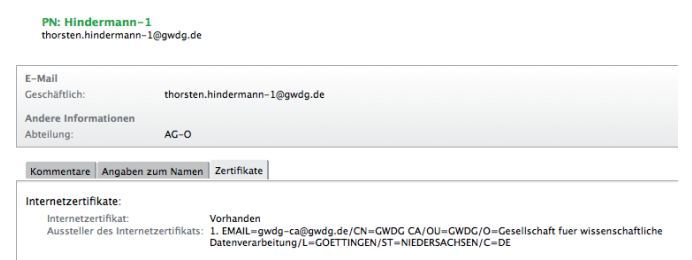 PN: Hindermann-1
thorsten.hindermann-1@gwdg.de
E-Mail
Geschäftlich: thorsten.hindermann-1@gwdg.de
Andere Informationen
Abteilung: AG-O
Kommentare Angaben zum Namen Zertifikate
Internetzertifikate:
Internetzertifikat: Vorhanden
Aussteller des Internetzertifikats: 1. EMAIL=gwdg-ca@gwdg.de/CN=GWDG CA/OU=GWDG/O=Gesellschaft fuer wissenschaftliche
Datenverarbeitung/L=GOETTINGEN/ST=NIEDERSACHSEN/C=DE